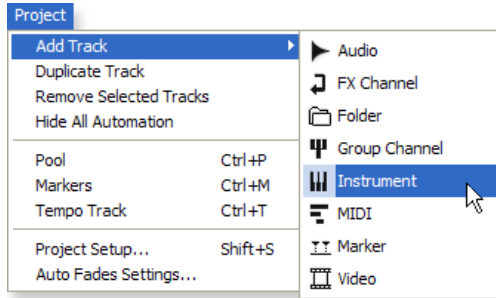 Project
Add Track
Duplicate Track
Remove Selected Tracks
Hide All Automation
Pool Ctrl+P
Markers Ctrl+M
Tempo Track Ctrl+T
Project Setup... Shift+S
Auto Fades Settings...
Audio
FX Channel
Folder
Group Channel
Instrument
MIDI
Marker
Video